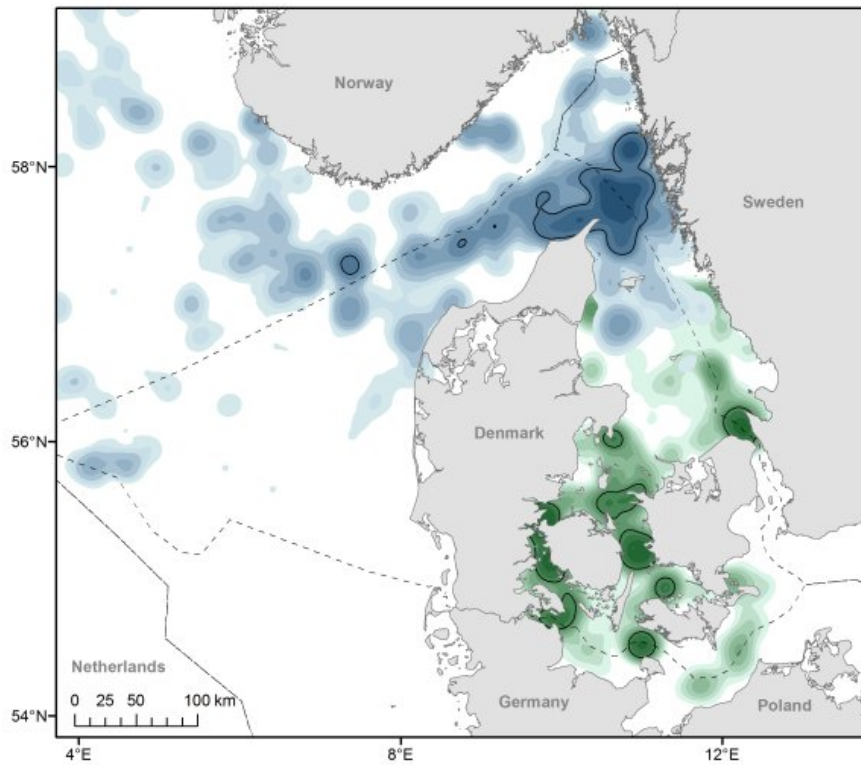 Norway
58°N
Sweden
Denmark
56°N
Netherlands
0 25 50 100 km
Germany
Poland
54°N
4°E 8°E 12°E